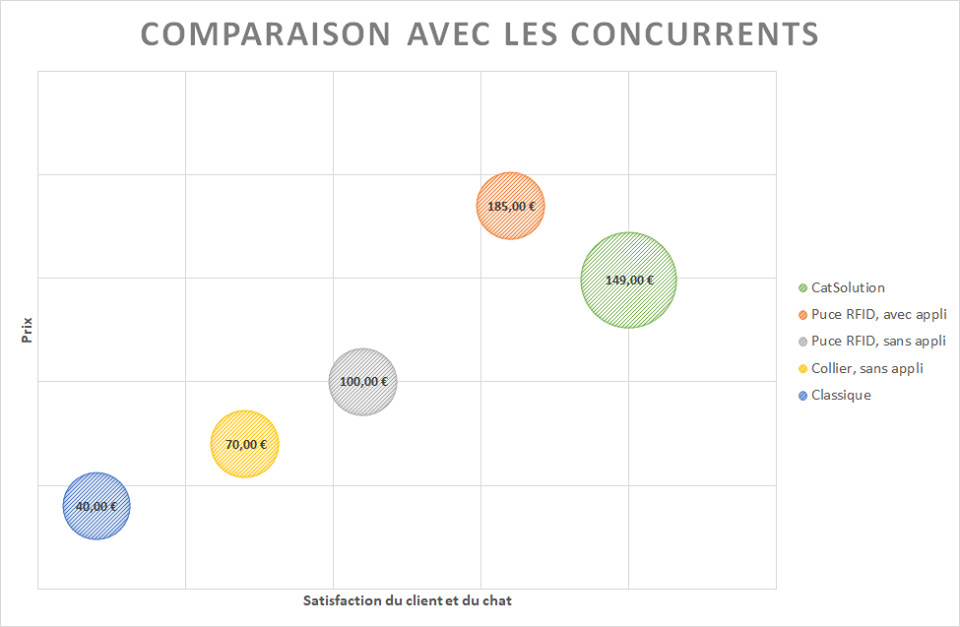 COMPARAISON AVEC LES CONCURRENTS
185,00 €
149,00 €
100,00 €
70,00 €
40,00 €
Prix
Satisfaction du client et du chat
CatSolution
Puce RFID, avec appli
Puce RFID, sans appli
Collier, sans appli
Classique